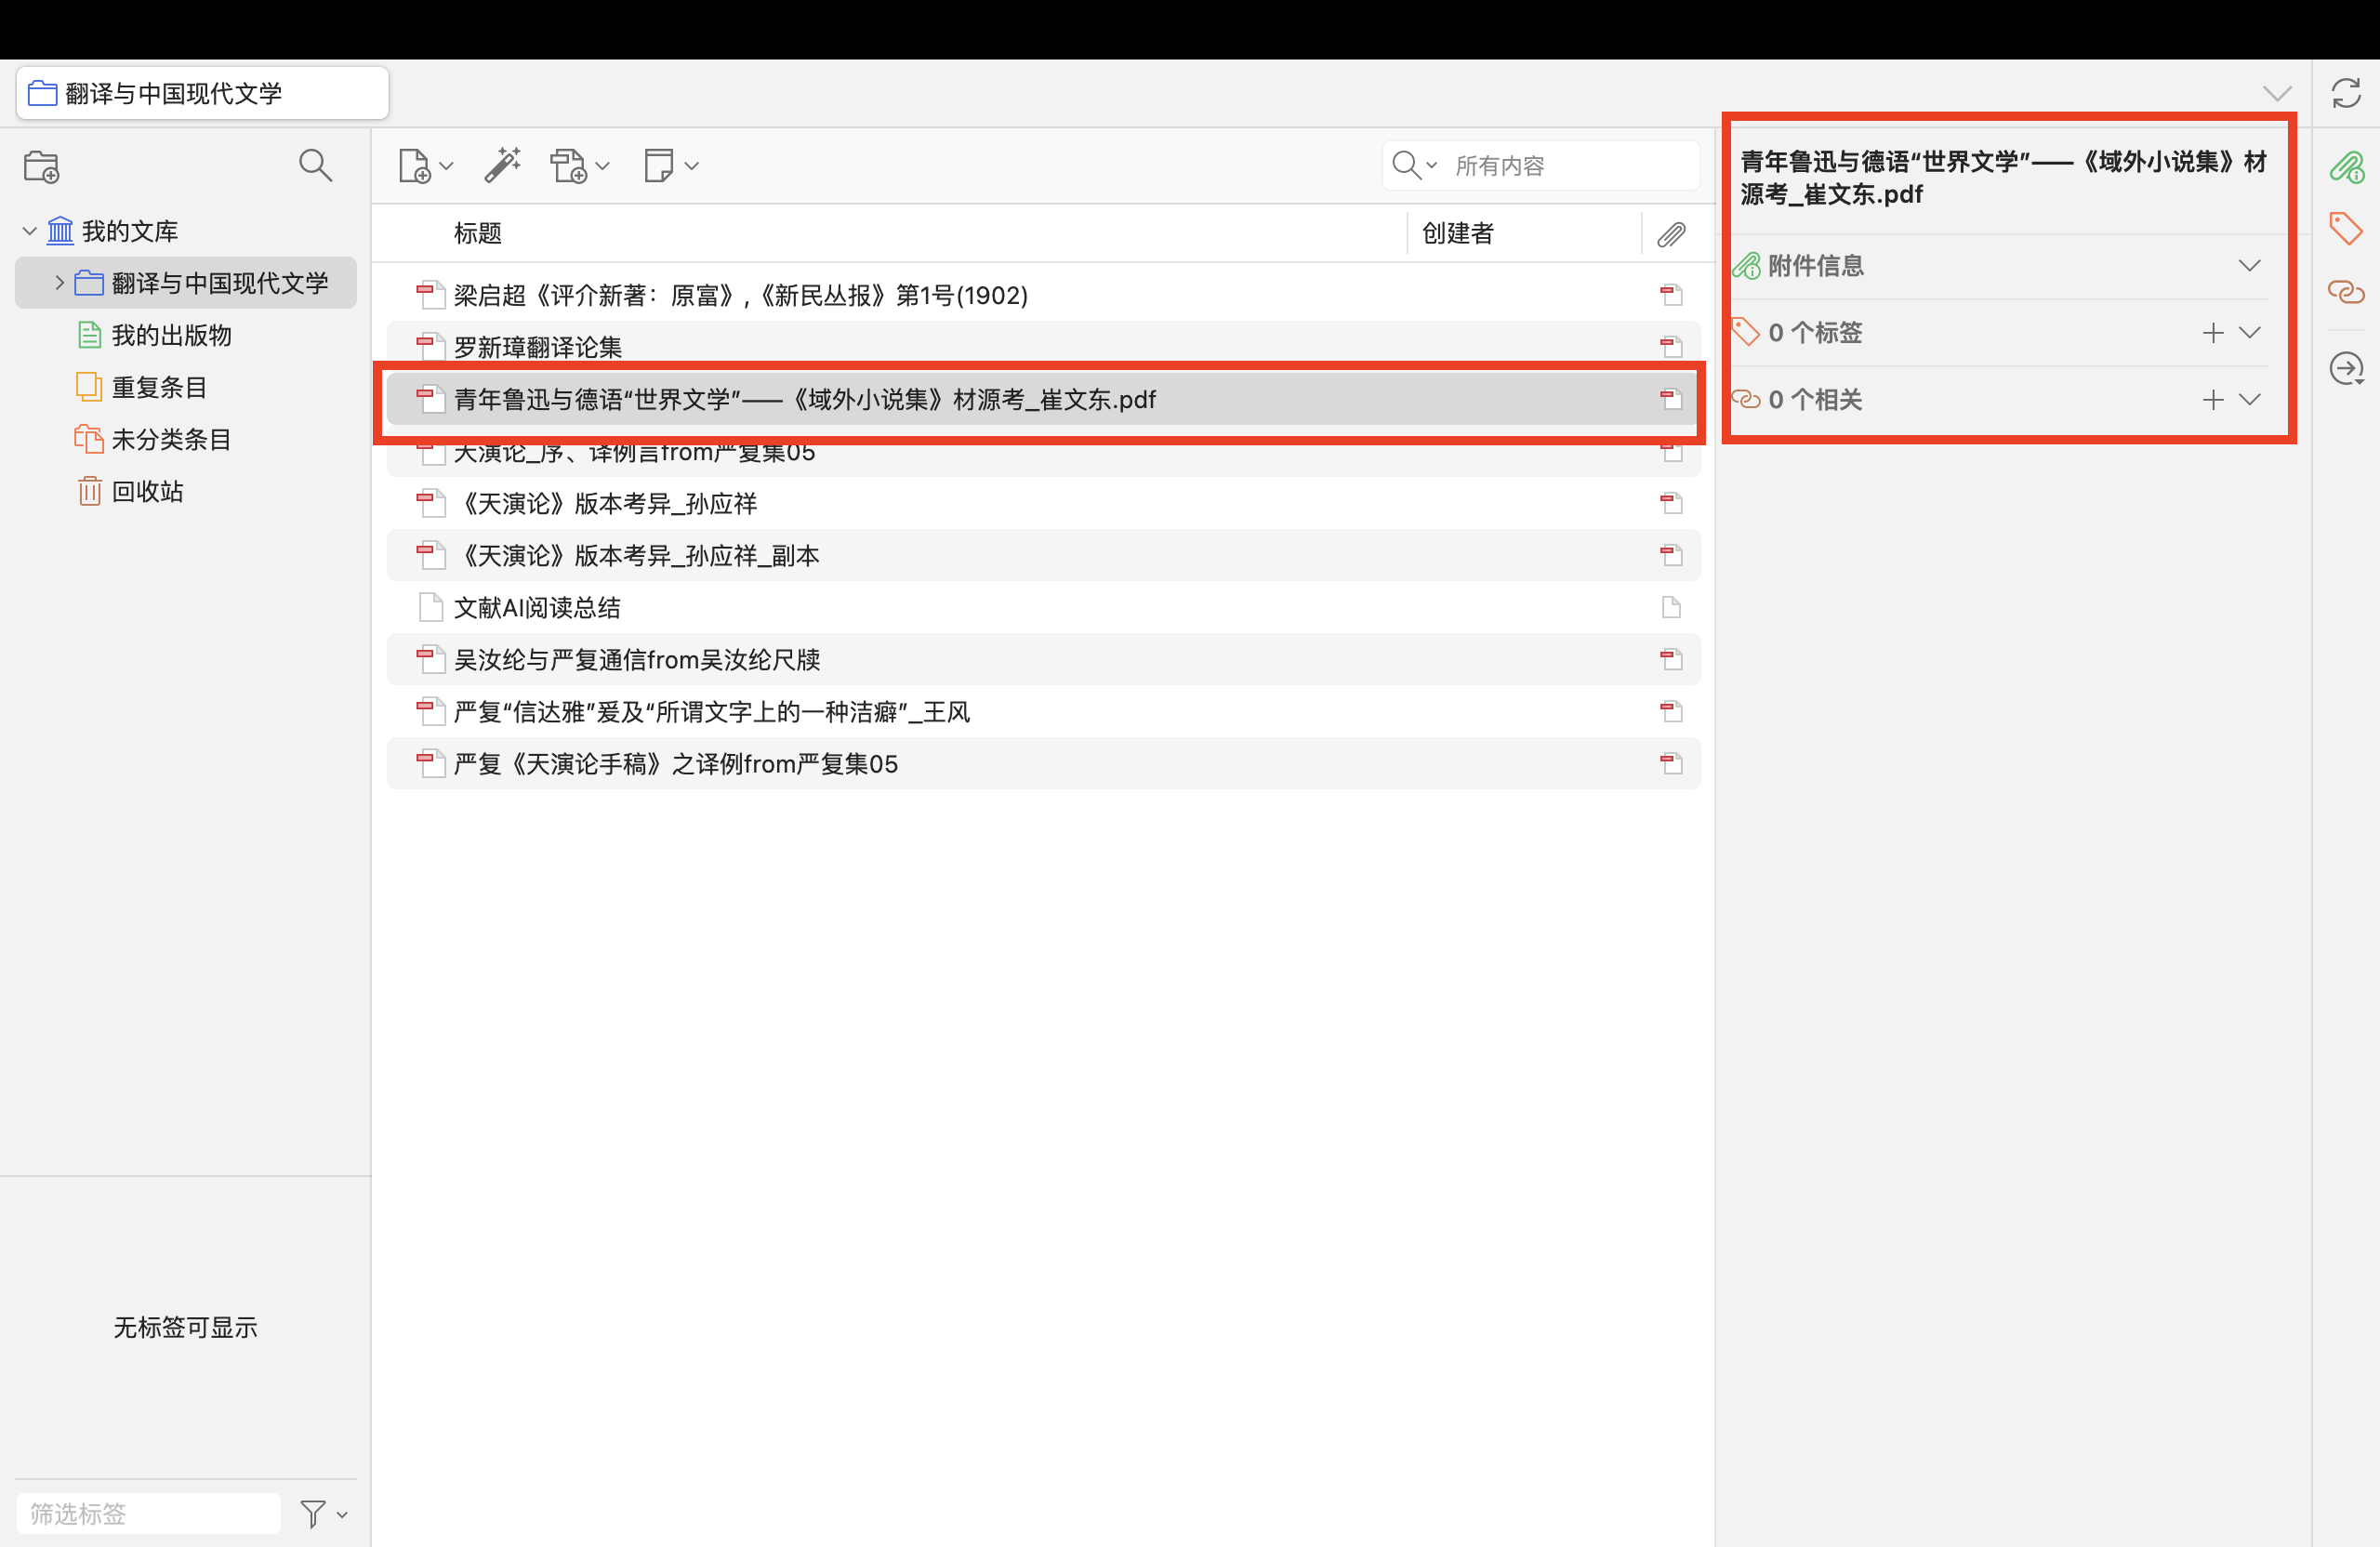 翻译与中国现代文学
我的文库
翻译与中国现代文学
我的出版物
重复条目
未分类条目
回收站
无标签可显示
筛选标签
所有内容
标题
创建者
梁启超《评介新著：原富》,《新民丛报》第1号(1902)
罗新璋翻译论集
青年鲁迅与德语“世界文学”——《域外小说集》材源考_崔文东.pdf
天演论_序、译例言from严复集05
《天演论》版本考异_孙应祥
《天演论》版本考异_孙应祥_副本
文献AI阅读总结
吴汝纶与严复通信from吴汝纶尺牍
严复“信达雅”爰及“所谓文字上的一种洁癖”_王风
严复《天演论手稿》之译例from严复集05
青年鲁迅与德语“世界文学”——《域外小说集》材
源考_崔文东.pdf
附件信息
0 个标签
0 个相关